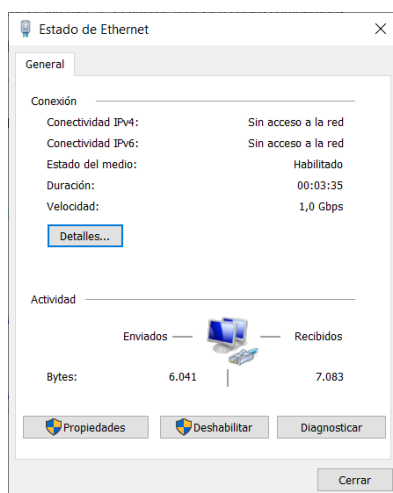 Estado de Ethernet
General
Conexión
Conectividad IPv4: Sin acceso a la red
Conectividad IPv6: Sin acceso a la red
Estado del medio: Habilitado
Duración: 00:03:35
Velocidad: 1,0 Gbps
Detalles...
Actividad
Enviados Recibidos
Bytes: 6.041 7.083
Propiedades Deshabilitar Diagnosticar
Cerrar